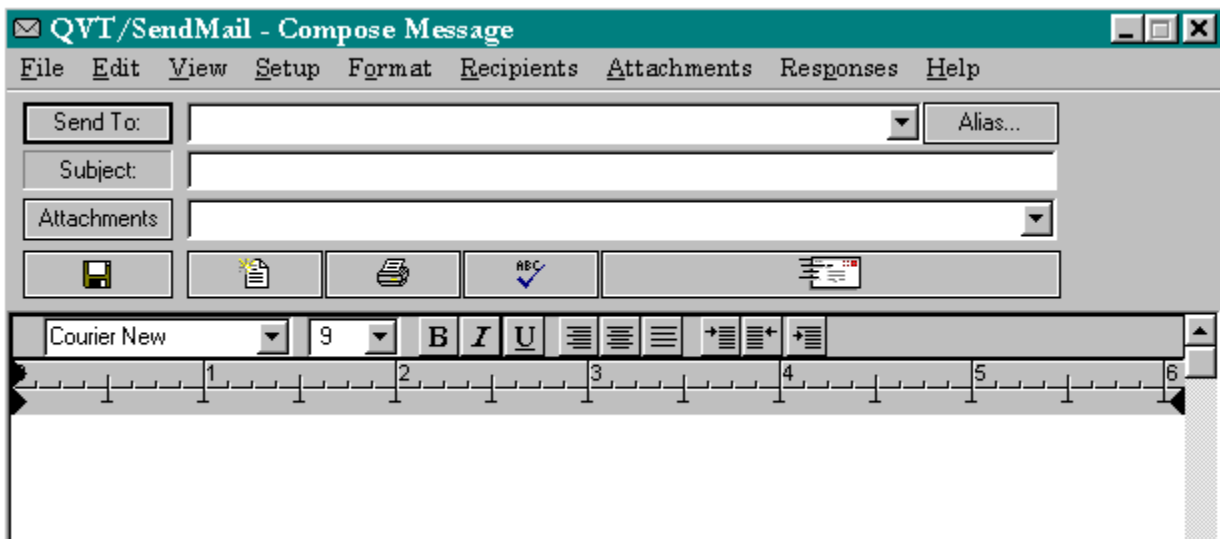 QVT/SendMail - Compose Message
File Edit View Setup Format Recipients Attachments Responses Help
Send To: Alias...
Subject:
Attachments
ABC
Courier New 9 B I U
1 2 3 4 5 6